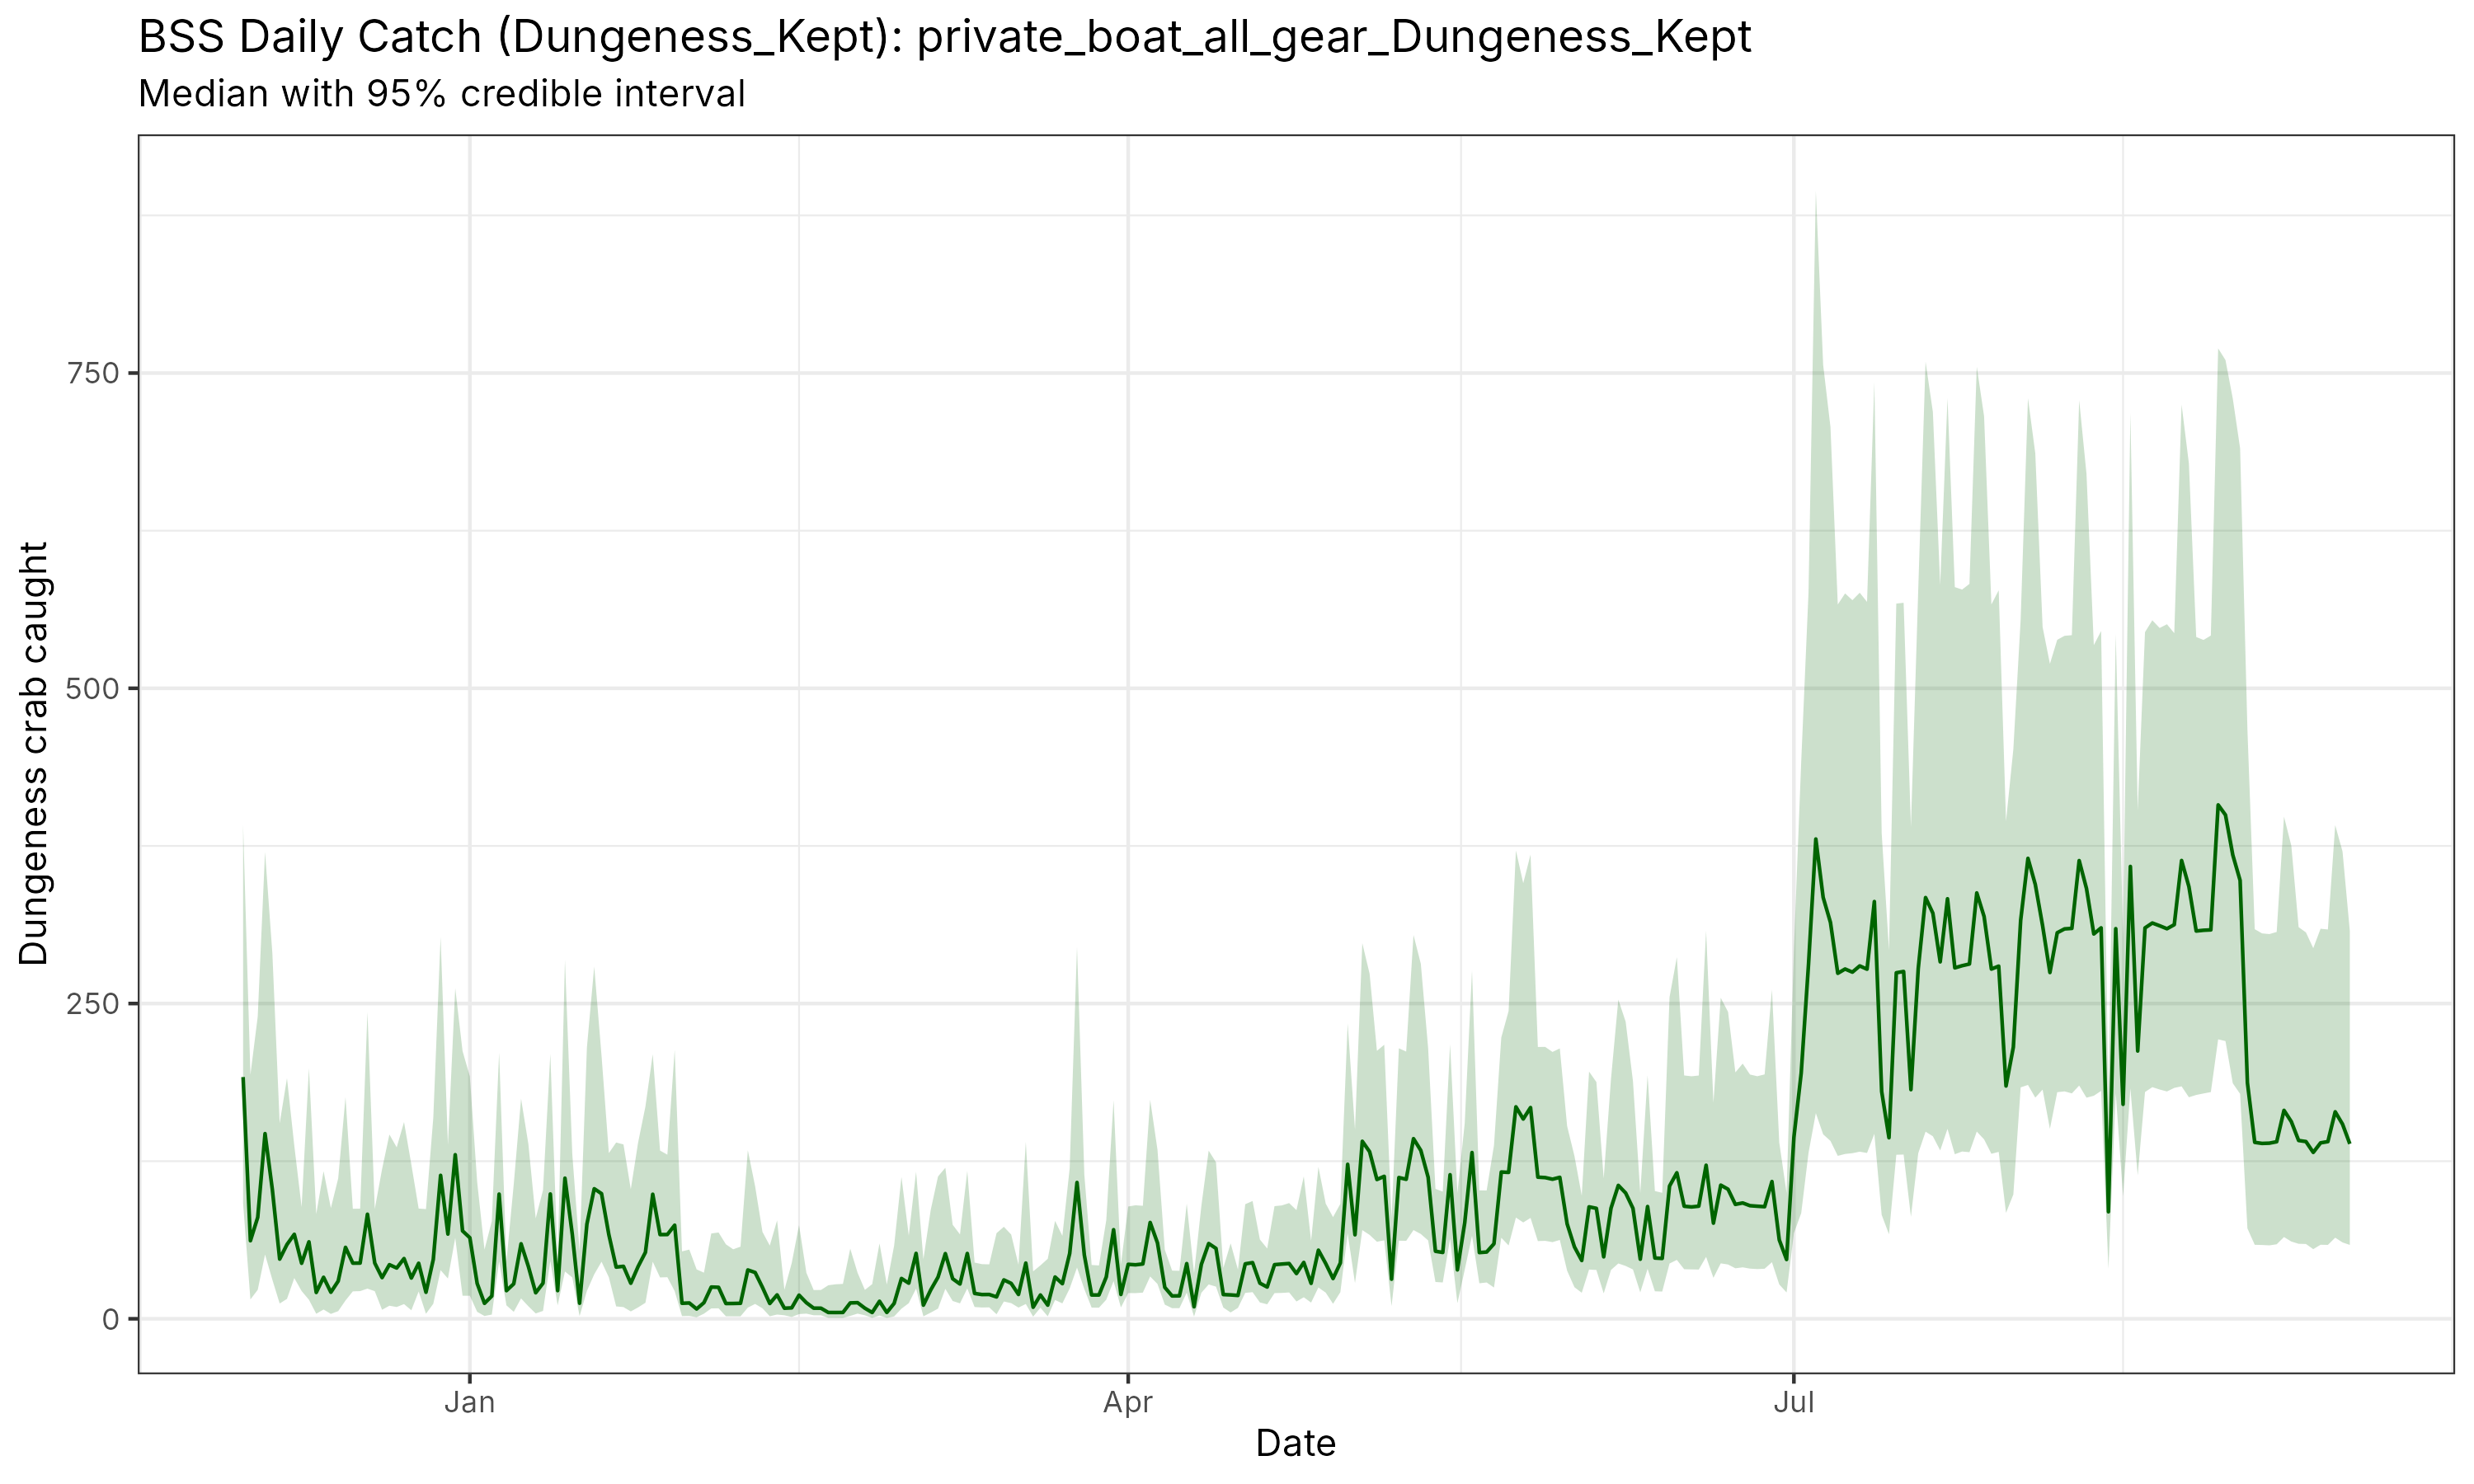 BSS Daily Catch (Dungeness_Kept): private_boat_all_gear_Dungeness_Kept
Median with 95% credible interval
Dungeness crab caught
750
500
250
0
Jan
Apr
Jul
Date